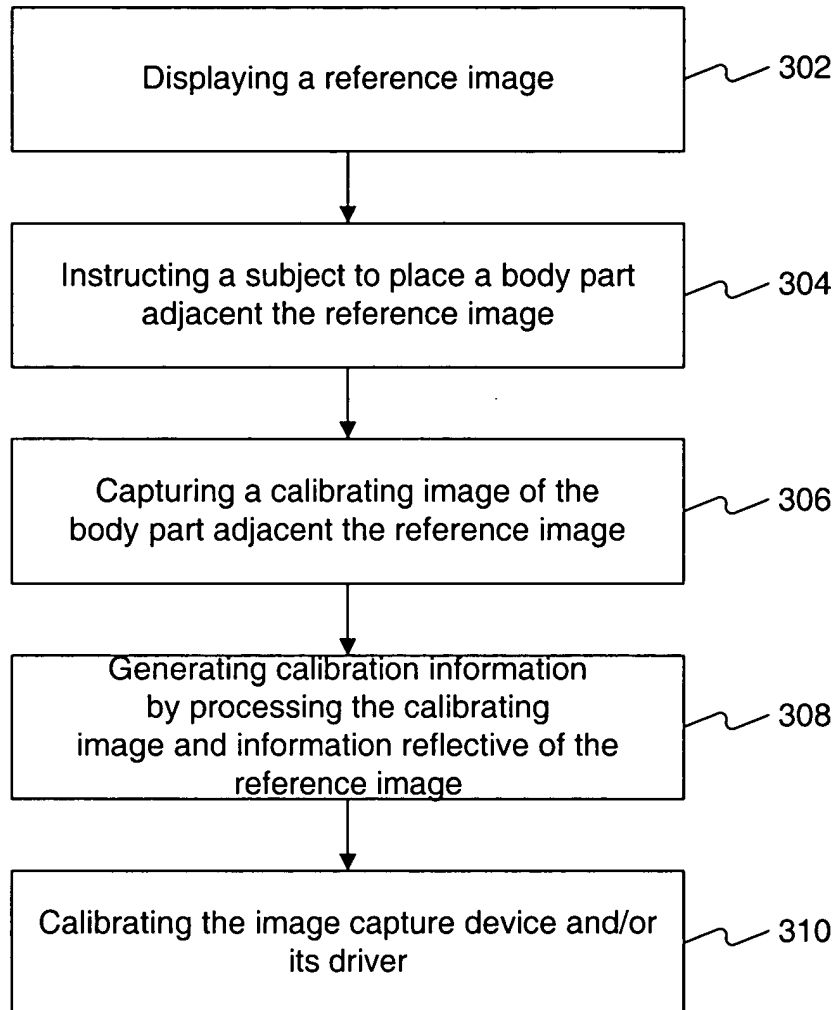 Displaying a reference image
302
Instructing a subject to place a body part
adjacent the reference image
304
Capturing a calibrating image of the
body part adjacent the reference image
306
Generating calibration information
by processing the calibrating
image and information reflective of the
reference image
308
Calibrating the image capture device and/or
its driver
310